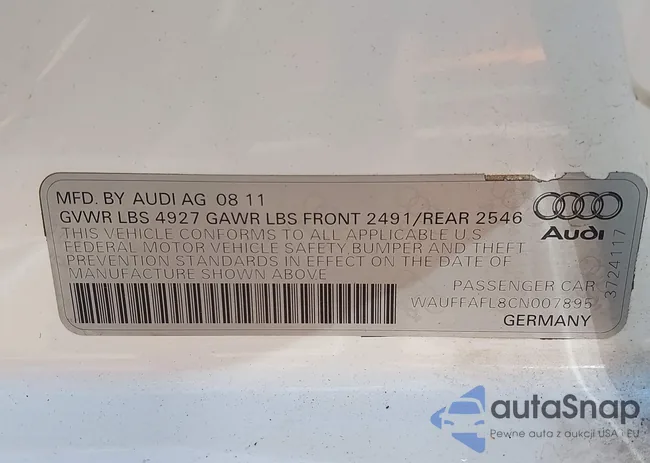 MFD. BY AUDI AG 08 11
GVWR LBS 4927 GAWR LBS FRONT 2491/REAR 2546
THIS VEHICLE CONFORMS TO ALL APPLICABLE U.S
FEDERAL MOTOR VEHICLE SAFETY, BUMPER AND THEFT
PREVENTION STANDARDS IN EFFECT ON THE DATE OF
MANUFACTURE SHOWN ABOVE
Audi
3724117
PASSENGER CAR
WAUFFAFL8CN007895
GERMANY
autaSnap
Pewne auta z aukcji USA i EU